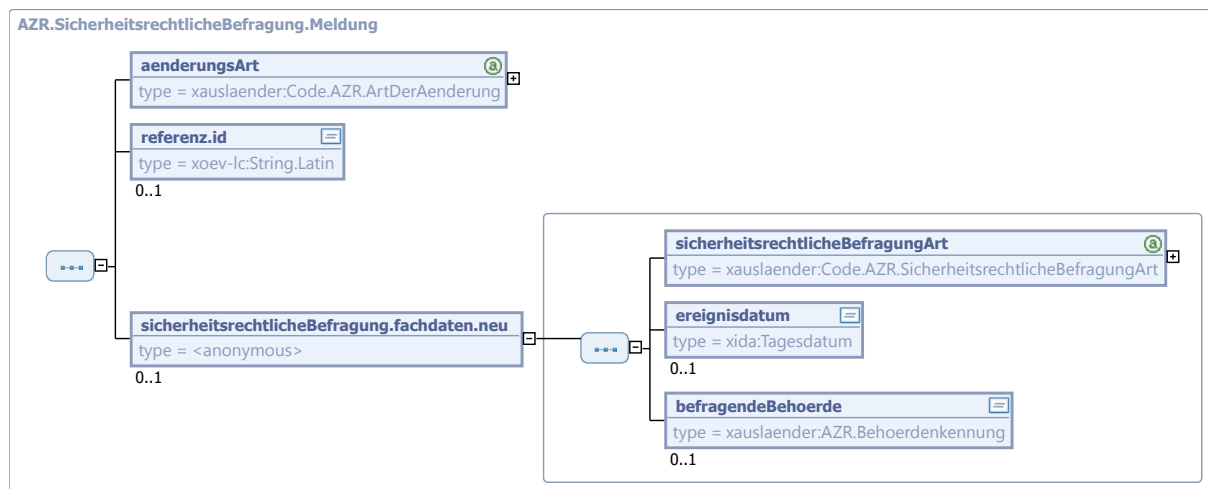 AZR.SicherheitsrechtlicheBefragung.Meldung
aenderungsArt
type = xauslaender:Code.AZR.ArtDerAenderung
referenz.id
type = xoev-lc:String.Latin
0..1
sicherheitsrechtlicheBefragung.fachdaten.neu
type = <anonymous>
0..1
sicherheitsrechtlicheBefragungArt
type = xauslaender:Code.AZR.SicherheitsrechtlicheBefragungArt
ereignisdatum
type = xida:Tagesdatum
0..1
befragendeBehoerde
type = xauslaender:AZR.Behoerdenkennung
0..1